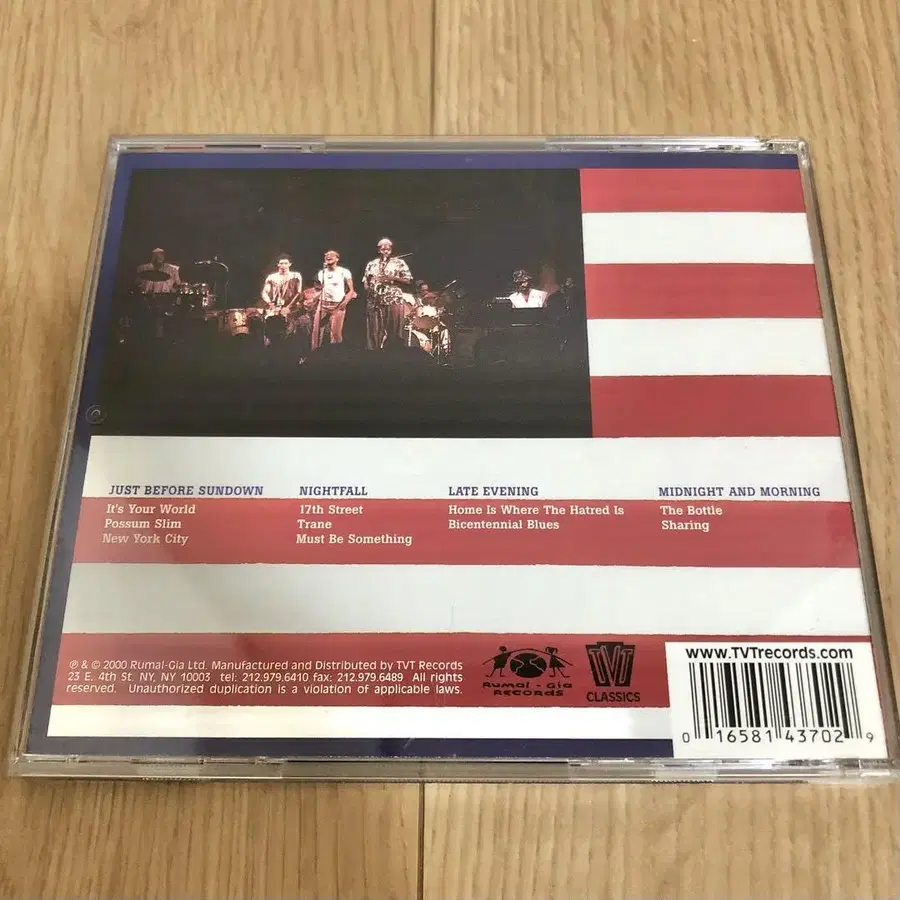 JUST BEFORE SUNDOWN
It's Your World
Possum Slim
New York City
NIGHTFALL
17th Street
Trane
Must Be Something
LATE EVENING
Home Is Where The Hatred Is
Bicentennial Blues
MIDNIGHT AND MORNING
The Bottle
Sharing
℗ & © 2000 Rumal-Gia Ltd. Manufactured and Distributed by TVT Records
23 E. 4th St. NY, NY 10003 tel: 212.979.6410 fax: 212.979.6489 All rights
reserved. Unauthorized duplication is a violation of applicable laws.
Rumal-Gia
RECORDS
TVT
CLASSICS
www.TVTrecords.com
0 16581 43702 9